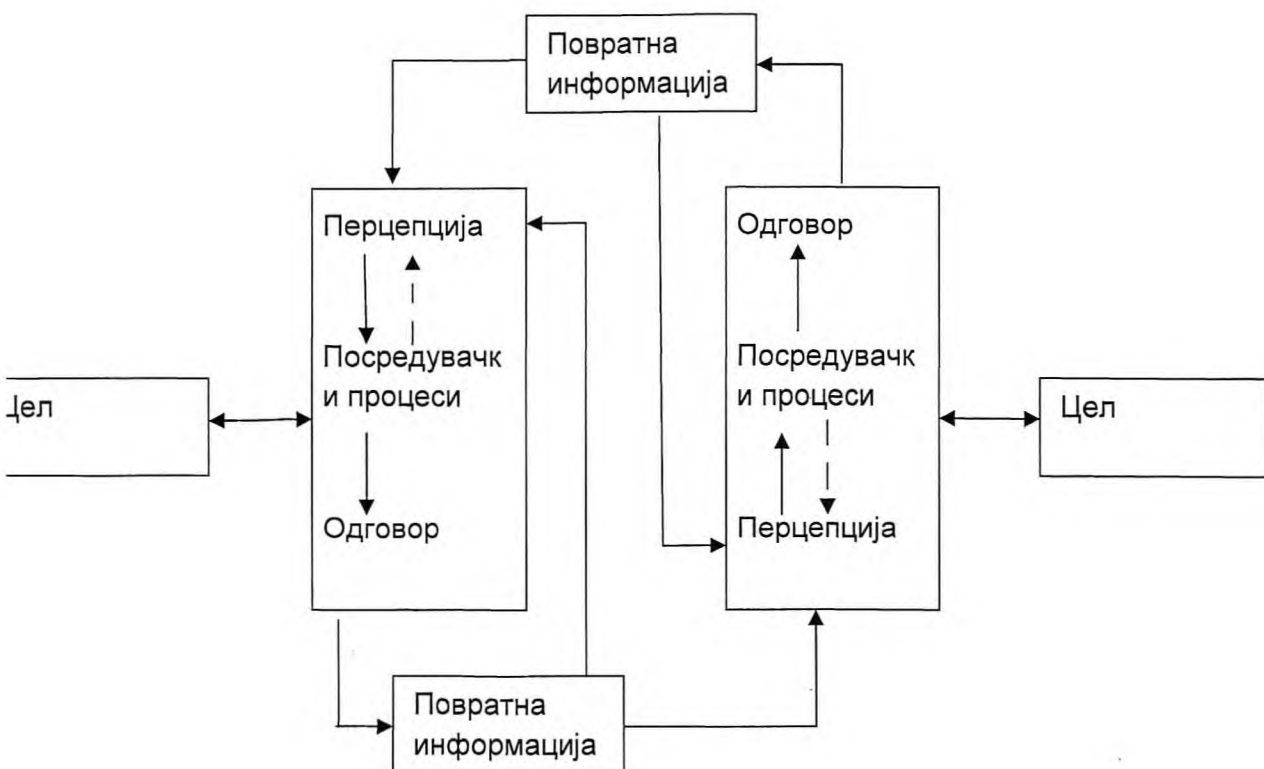 Повратна
информација
Перцепција
Посредувачк
и процеси
Одговор
Одговор
Посредувачк
и процеси
Перцепција
Цел
Цел
Повратна
информација